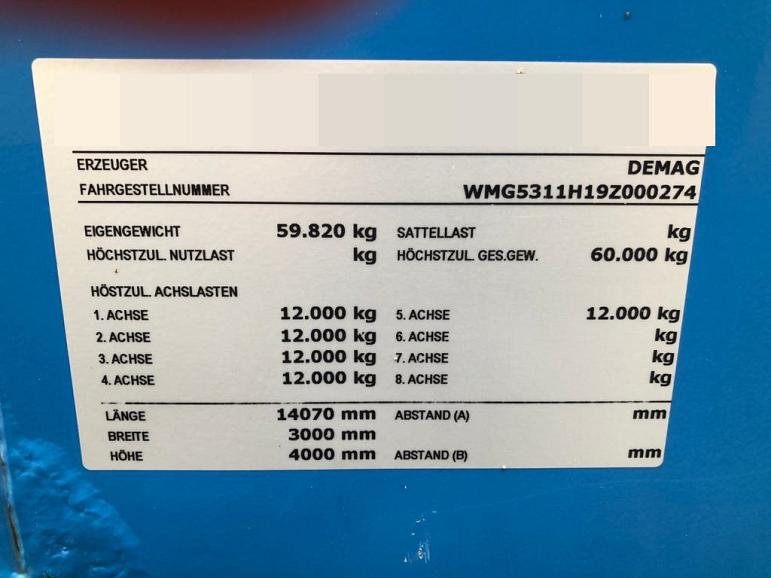 ERZEUGER DEMAG
FAHRGESTELLNUMMER WMG5311H19Z000274
EIGENGEWICHT 59.820 kg SATTELLAST kg
HÖCHSTZUL. NUTZLAST kg HÖCHSTZUL. GES.GEW. 60.000 kg
HÖSTZUL. ACHSLASTEN
1. ACHSE 12.000 kg 5. ACHSE 12.000 kg
2. ACHSE 12.000 kg 6. ACHSE kg
3. ACHSE 12.000 kg 7. ACHSE kg
4. ACHSE 12.000 kg 8. ACHSE kg
LÄNGE 14070 mm ABSTAND (A) mm
BREITE 3000 mm
HÖHE 4000 mm ABSTAND (B) mm